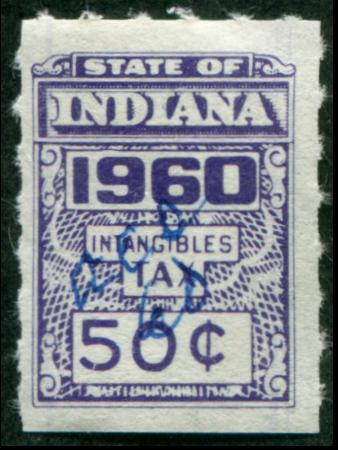 STATE OF
INDIANA
1960
INTANGIBLES
TAX
50¢